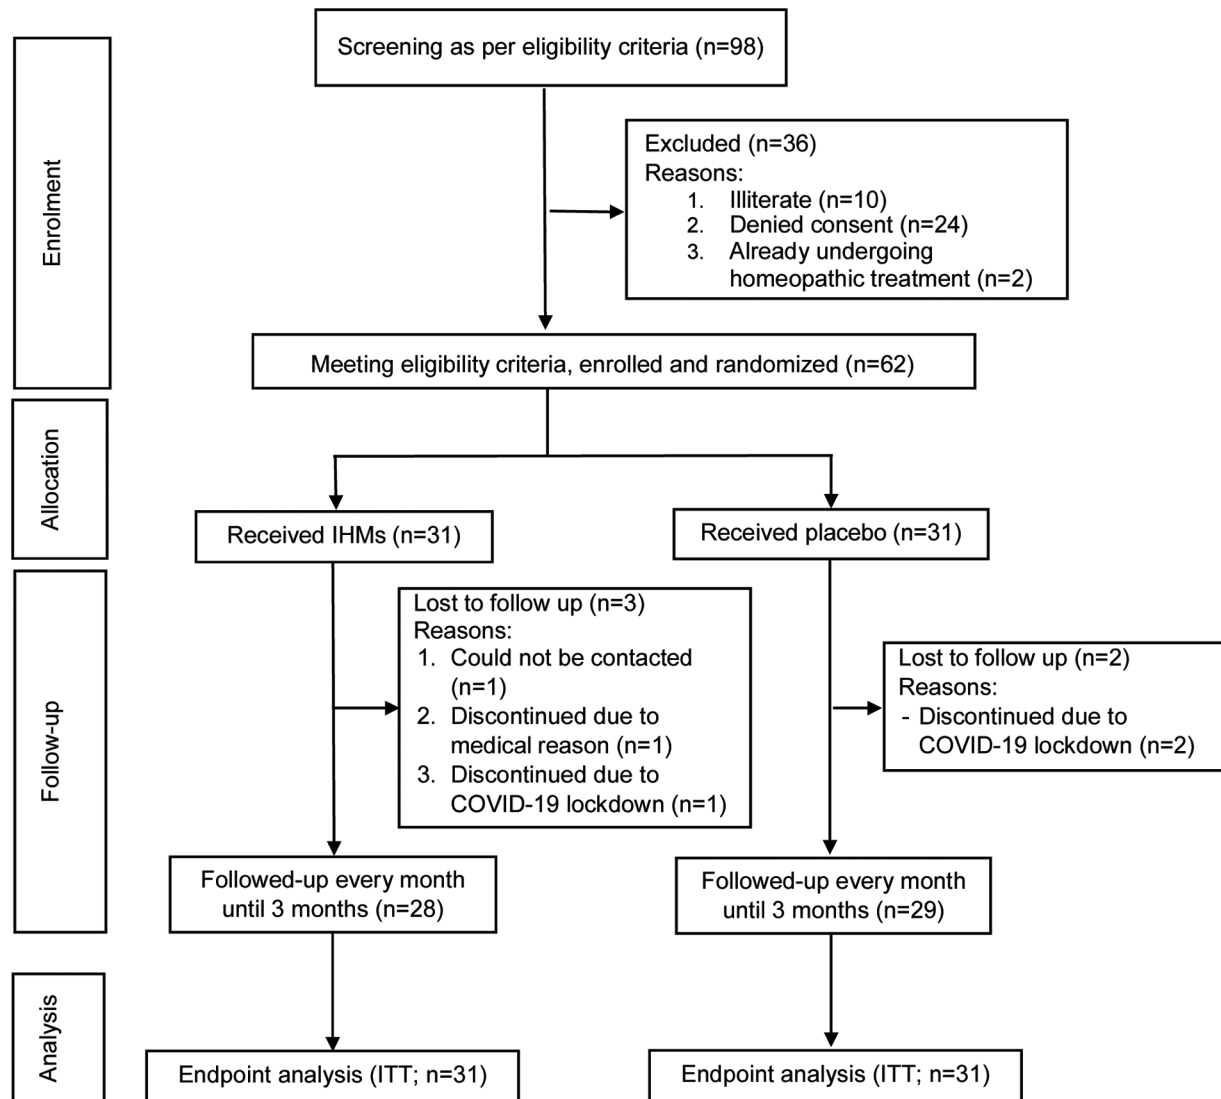 Enrolment
Screening as per eligibility criteria (n=98)
Excluded (n=36)
Reasons:
1. Illiterate (n=10)
2. Denied consent (n=24)
3. Already undergoing
homeopathic treatment (n=2)
Meeting eligibility criteria, enrolled and randomized (n=62)
Allocation
Received IHMs (n=31)
Received placebo (n=31)
Follow-up
Lost to follow up (n=3)
Reasons:
1. Could not be contacted
(n=1)
2. Discontinued due to
medical reason (n=1)
3. Discontinued due to
COVID-19 lockdown (n=1)
Lost to follow up (n=2)
Reasons:
- Discontinued due to
COVID-19 lockdown (n=2)
Followed-up every month
until 3 months (n=28)
Followed-up every month
until 3 months (n=29)
Analysis
Endpoint analysis (ITT; n=31)
Endpoint analysis (ITT; n=31)